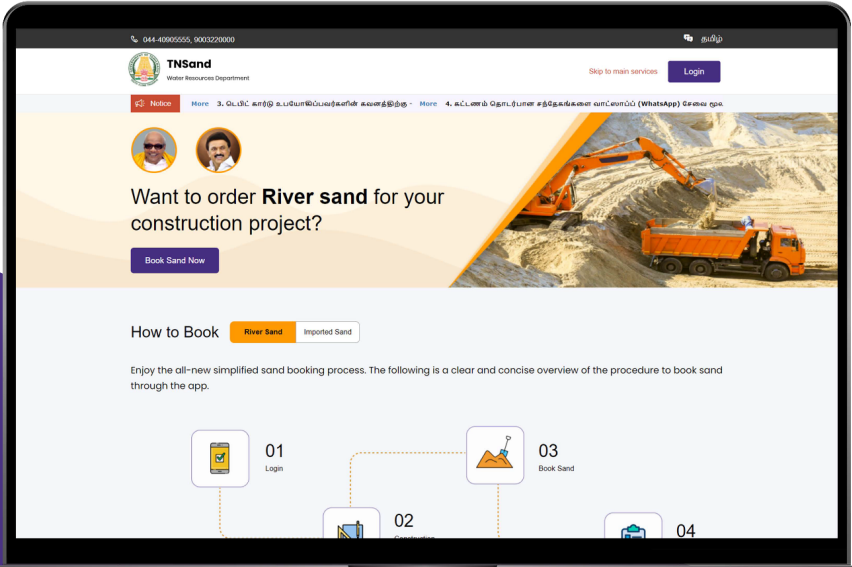 044-40905555, 9003220000
தமிழ்
TNSand
Water Resources Department
Skip to main services
Login
Notice
More 3. டெபிட் கார்டு உபயோகிப்பவர்களின் கவனத்திற்கு - More 4. கட்டணம் தொடர்பான சந்தேகங்களை வாட்ஸாப்ப் (WhatsApp) சேவை மூல
Want to order River sand for your
construction project?
Book Sand Now
How to Book
River Sand
Imported Sand
Enjoy the all-new simplified sand booking process. The following is a clear and concise overview of the procedure to book sand
through the app.
01
Login
03
Book Sand
02
Construction
04